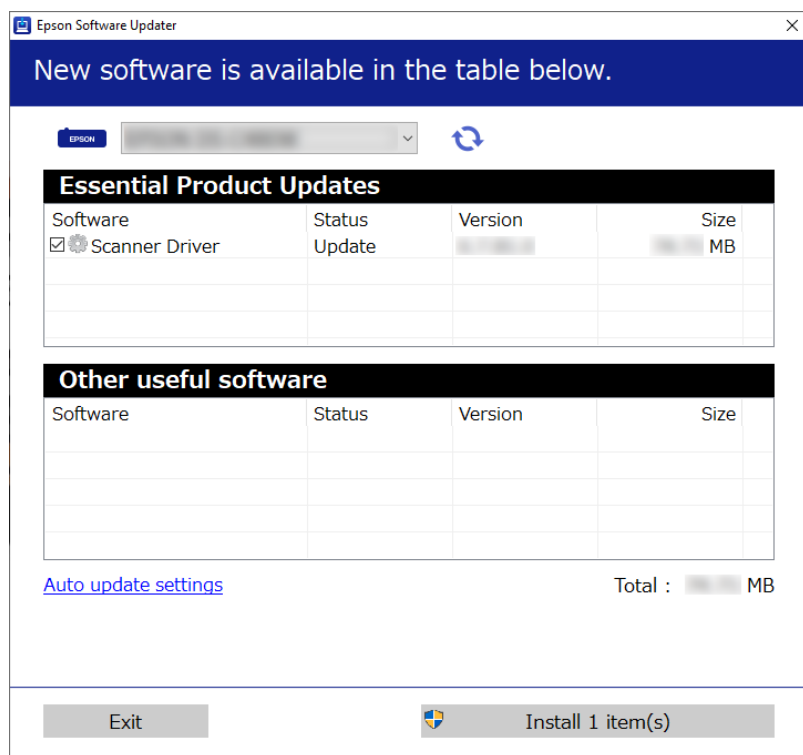 Epson Software Updater
New software is available in the table below.
EPSON
Essential Product Updates
Software Status Version Size
Scanner Driver Update MB
Other useful software
Software Status Version Size
Auto update settings Total : MB
Exit Install 1 item(s)